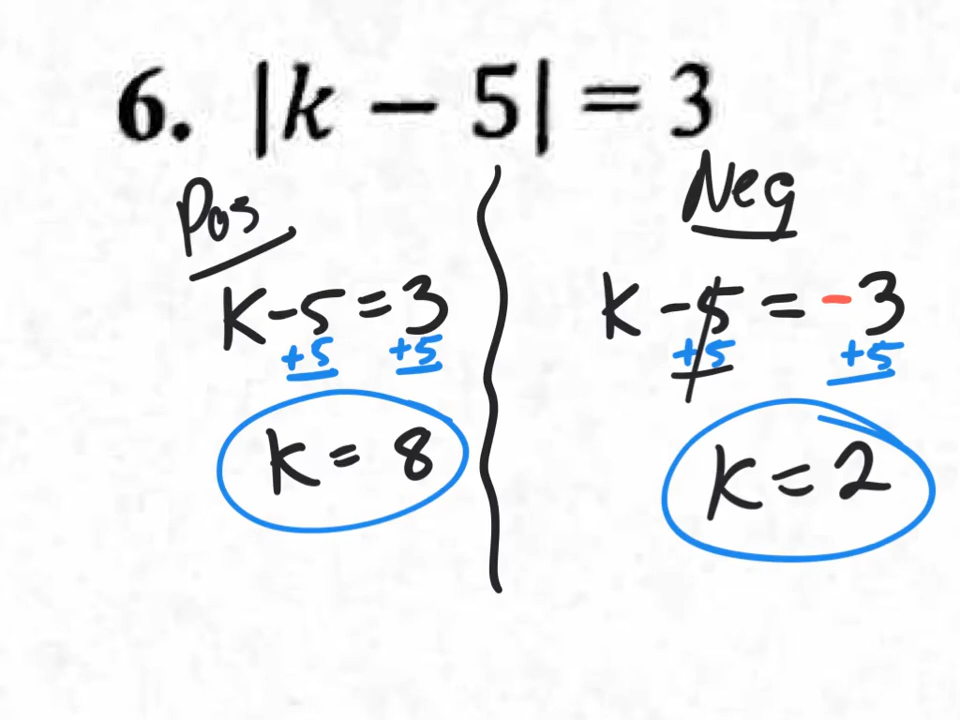 6. |k − 5| = 3
Pos
K-5 = 3
+5 +5
K = 8
Neg
K -5 = -3
+5 +5
K = 2